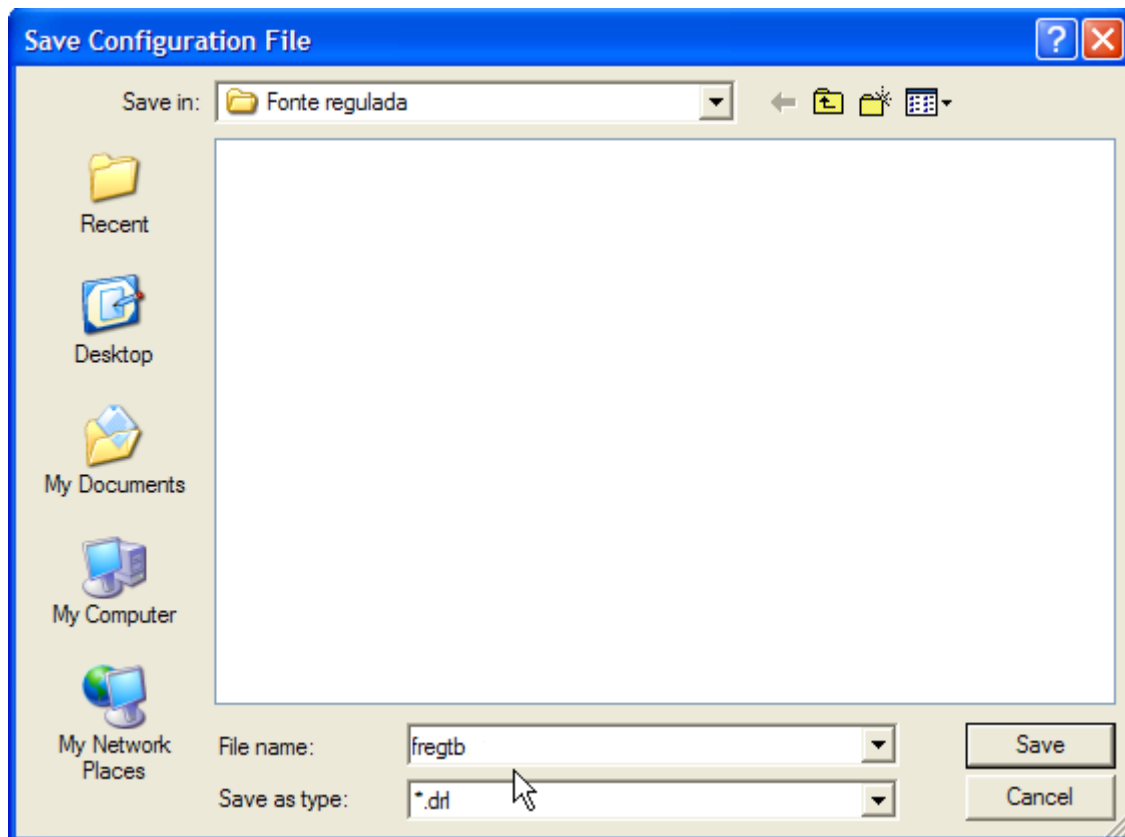 Save Configuration File
Save in: Fonte regulada
Recent
Desktop
My Documents
My Computer
My Network
Places
File name: fregtb
Save
Save as type: *.drl
Cancel